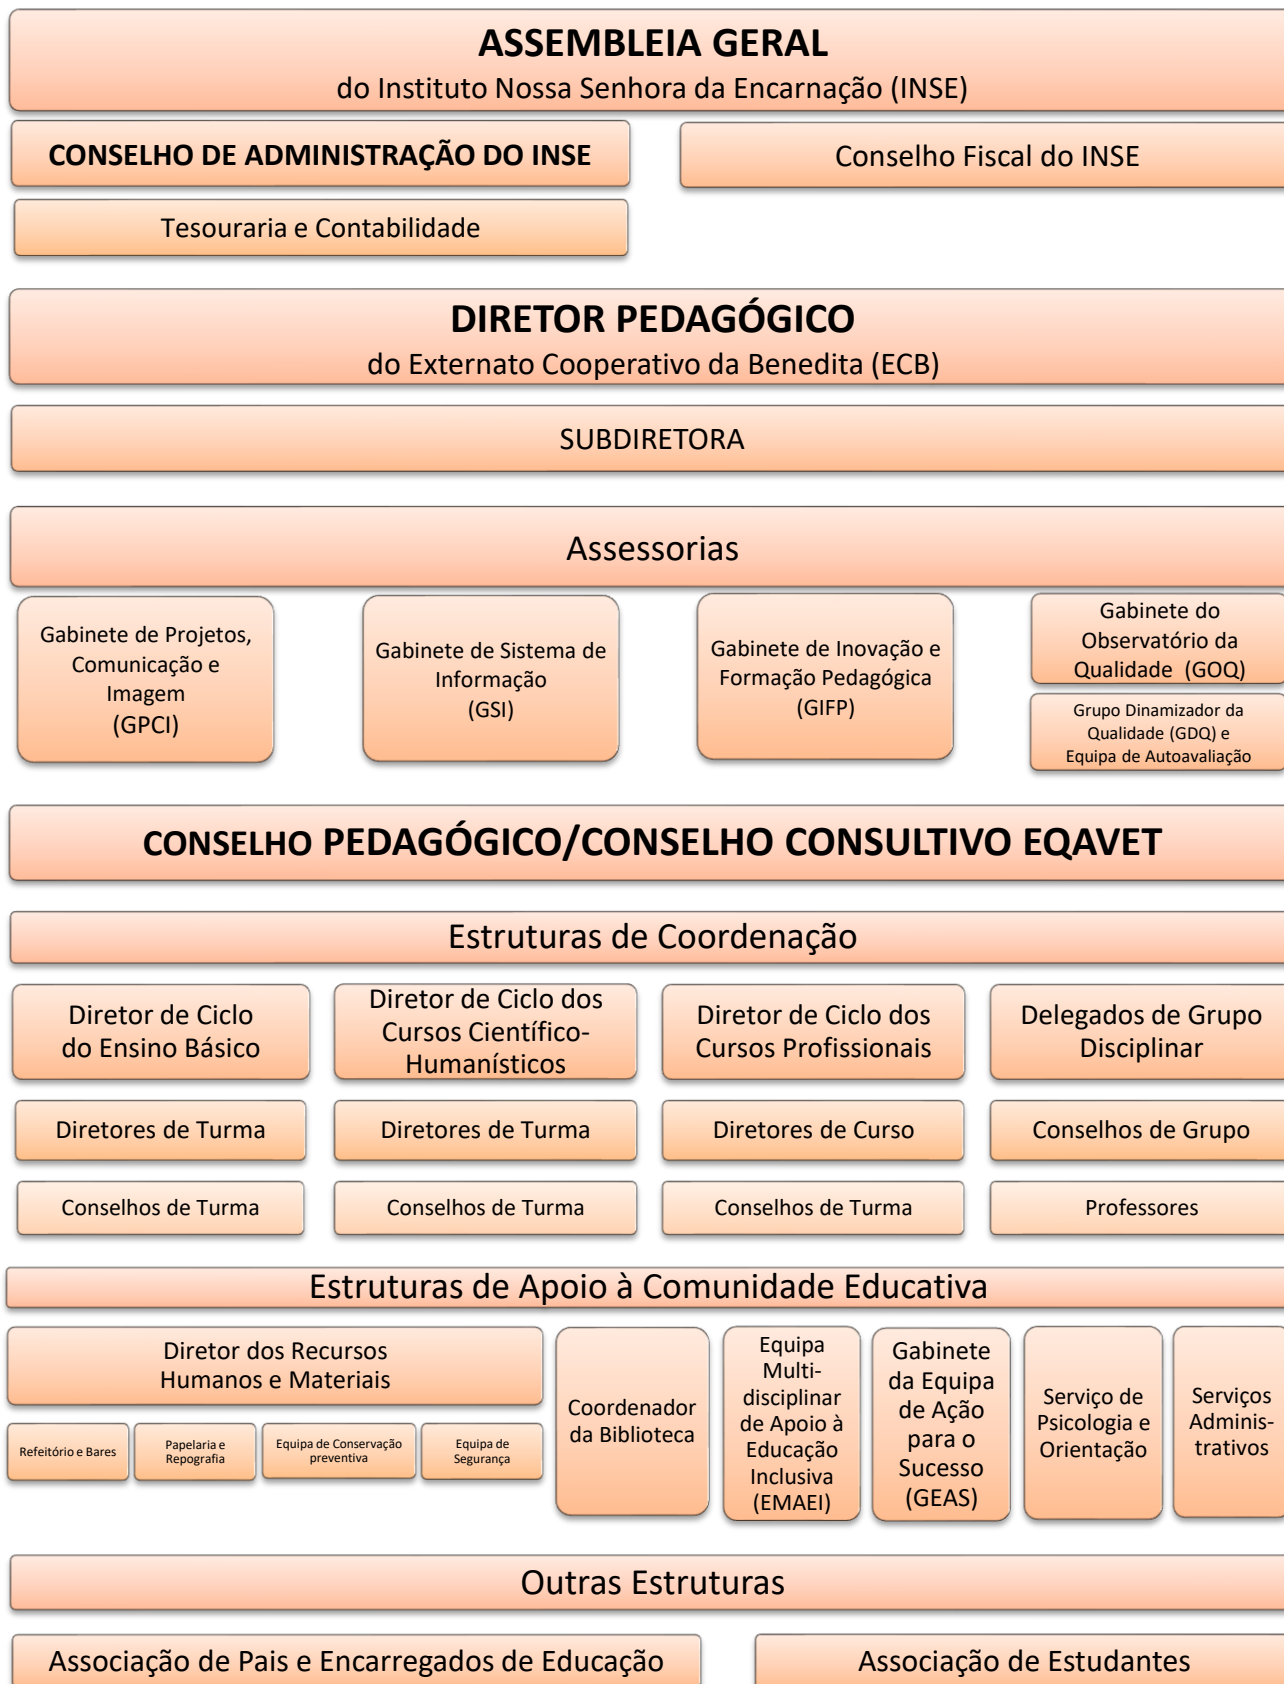 ASSEMBLEIA GERAL
do Instituto Nossa Senhora da Encarnação (INSE)
CONSELHO DE ADMINISTRAÇÃO DO INSE
Conselho Fiscal do INSE
Tesouraria e Contabilidade
DIRETOR PEDAGÓGICO
do Externato Cooperativo da Benedita (ECB)
SUBDIRETORA
Assessorias
Gabinete de Projetos,
Comunicação e
Imagem
(GPCI)
Gabinete de Sistema de
Informação
(GSI)
Gabinete de Inovação e
Formação Pedagógica
(GIFP)
Gabinete do
Observatório da
Qualidade (GOQ)
Grupo Dinamizador da
Qualidade (GDQ) e
Equipa de Autoavaliação
CONSELHO PEDAGÓGICO/CONSELHO CONSULTIVO EQAVET
Estruturas de Coordenação
Diretor de Ciclo
do Ensino Básico
Diretor de Ciclo dos
Cursos Científico-
Humanísticos
Diretor de Ciclo dos
Cursos Profissionais
Delegados de Grupo
Disciplinar
Diretores de Turma
Diretores de Turma
Diretores de Curso
Conselhos de Grupo
Conselhos de Turma
Conselhos de Turma
Conselhos de Turma
Professores
Estruturas de Apoio à Comunidade Educativa
Diretor dos Recursos
Humanos e Materiais
Refeitório e Bares
Papelaria e
Repografia
Equipa de Conservação
preventiva
Equipa de
Segurança
Coordenador
da Biblioteca
Equipa
Multi-
disciplinar
de Apoio à
Educação
Inclusiva
(EMAEI)
Gabinete
da Equipa
de Ação
para o
Sucesso
(GEAS)
Serviço de
Psicologia e
Orientação
Serviços
Adminis-
trativos
Outras Estruturas
Associação de Pais e Encarregados de Educação
Associação de Estudantes